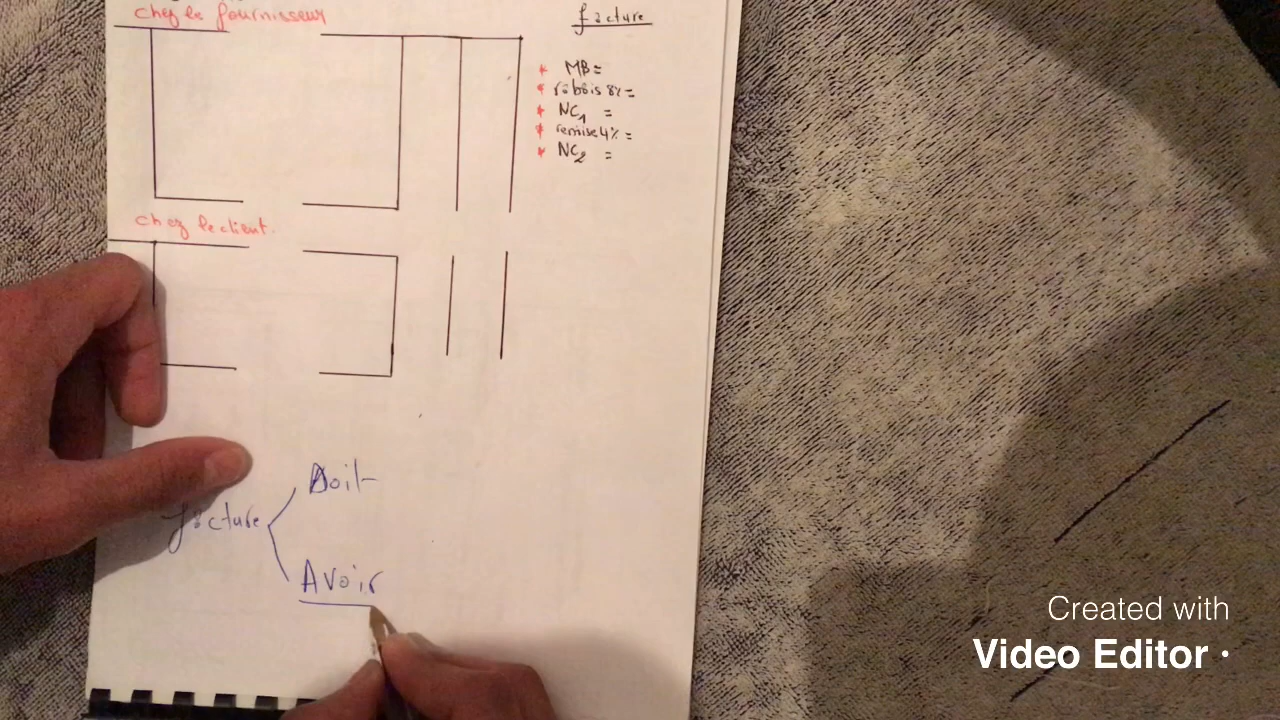 chez le fournisseur
facture
* MB =
* rabais 8% =
* NC1 =
* remise 4% =
* NC2 =
chez le client.
Doit
facture
Avoir
Created with
Video Editor